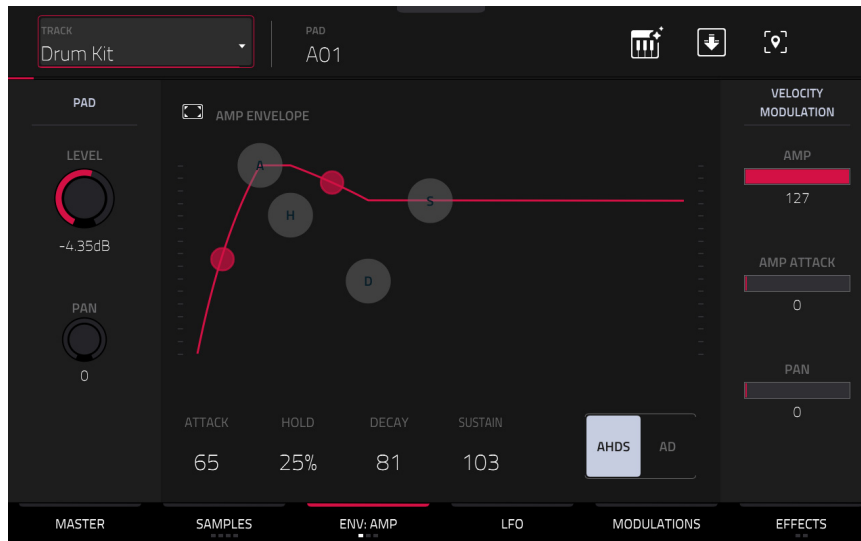 TRACK
Drum Kit
PAD
A01
PAD
LEVEL
-4.35dB
PAN
0
AMP ENVELOPE
A
H
D
S
ATTACK
HOLD
DECAY
SUSTAIN
65
25%
81
103
AHDS
AD
VELOCITY
MODULATION
AMP
127
AMP ATTACK
0
PAN
0
MASTER
SAMPLES
ENV: AMP
LFO
MODULATIONS
EFFECTS